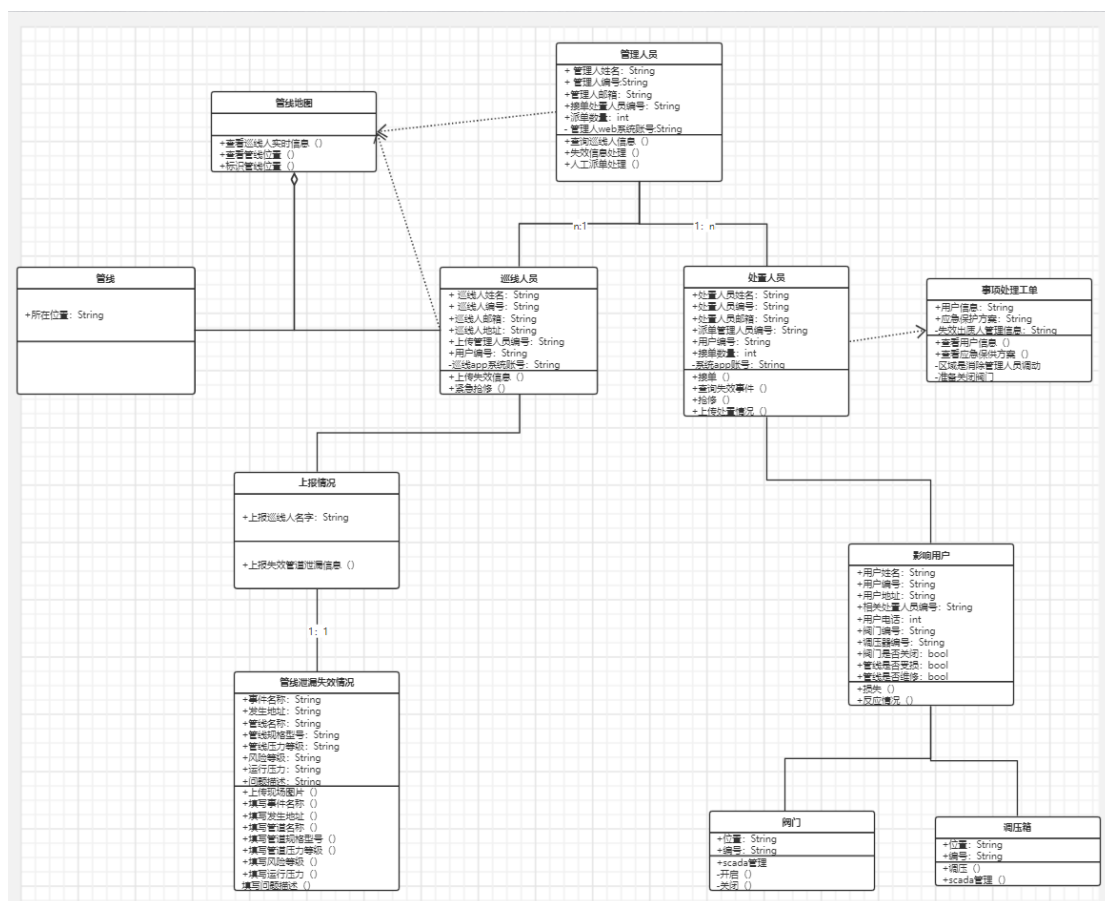 管理人员
+ 管理人姓名：String
+ 管理人编号:String
+管理人邮箱：String
+接单处置人员编号：String
+派单数量：int
- 管理人web系统账号:String
+查询巡线人信息（）
+失效信息处理（）
+人工派单处理（）
管线地图
+查看巡线人实时信息（）
+查看管线位置（）
+标识管线位置（）
n:1
1：n
管线
+所在位置：String
巡线人员
+ 巡线人姓名：String
+ 巡线人编号：String
+巡线人邮箱：String
+巡线人地址：String
+上传管理人员编号：String
+用户编号：String
-巡线app系统账号：String
+上传失效信息（）
+紧急抢修（）
处置人员
+处置人员姓名：String
+处置人员编号：String
+处置人员邮箱：String
+派单管理人员编号：String
+用户编号：String
+接单数量：int
-系统app账号：String
+接单（）
+查询失效事件（）
+抢修（）
+上传处置情况（）
事项处理工单
+用户信息：String
+应急保护方案：String
-失效出质人管理信息：String
+查看用户信息（）
+查看应急保供方案（）
-区域是消除管理人员调动
-准备关闭阀门
上报情况
+上报巡线人名字：String
+上报失效管道泄漏信息（）
1：1
管线泄漏失效情况
+事件名称：String
+发生地址：String
+管线名称：String
+管线规格型号：String
+管线压力等级：String
+风险等级：String
+运行压力：String
+问题描述：String
+上传现场图片（）
+填写事件名称（）
+填写发生地址（）
+填写管道名称（）
+填写管道规格型号（）
+填写管道压力等级（）
+填写风险等级（）
+填写运行压力（）
填写问题描述（）
影响用户
+用户姓名：String
+用户编号：String
+用户地址：String
+相关处置人员编号：String
+用户电话：int
+阀门编号：String
+调压器编号：String
+阀门是否关闭：bool
+管线是否受损：bool
+管线是否维修：bool
+损失（）
+反应情况（）
阀门
+位置：String
+编号：String
+scada管理
-开启（）
-关闭（）
调压箱
+位置：String
+编号：String
+调压（）
+scada管理（）